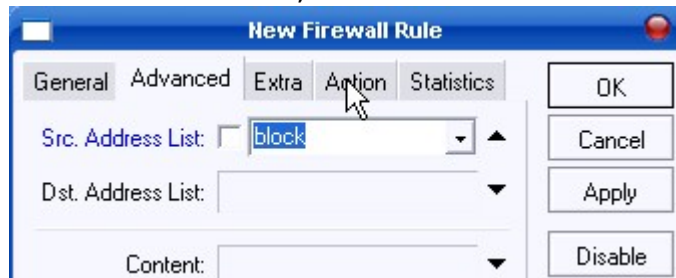 New Firewall Rule
General Advanced Extra Action Statistics
OK
Src. Address List: block
Cancel
Dst. Address List:
Apply
Content:
Disable